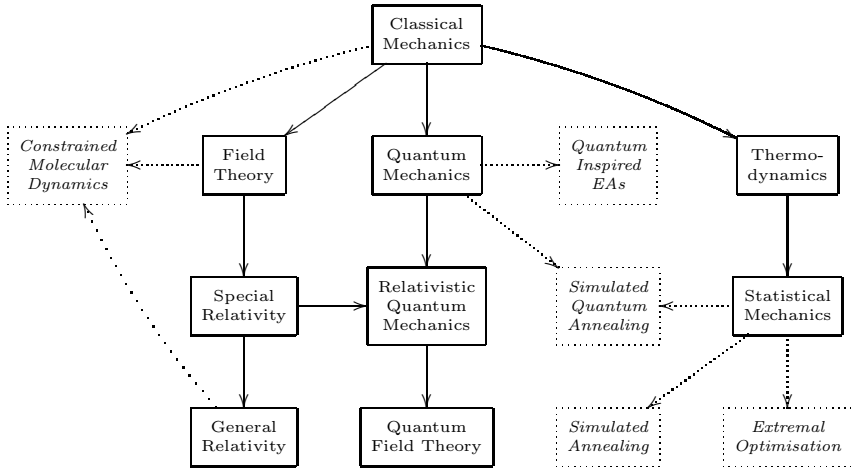 Classical
Mechanics
Constrained
Molecular
Dynamics
Field
Theory
Quantum
Mechanics
Quantum
Inspired
EAs
Thermo-
dynamics
Special
Relativity
Relativistic
Quantum
Mechanics
Simulated
Quantum
Annealing
Statistical
Mechanics
General
Relativity
Quantum
Field Theory
Simulated
Annealing
Extremal
Optimisation